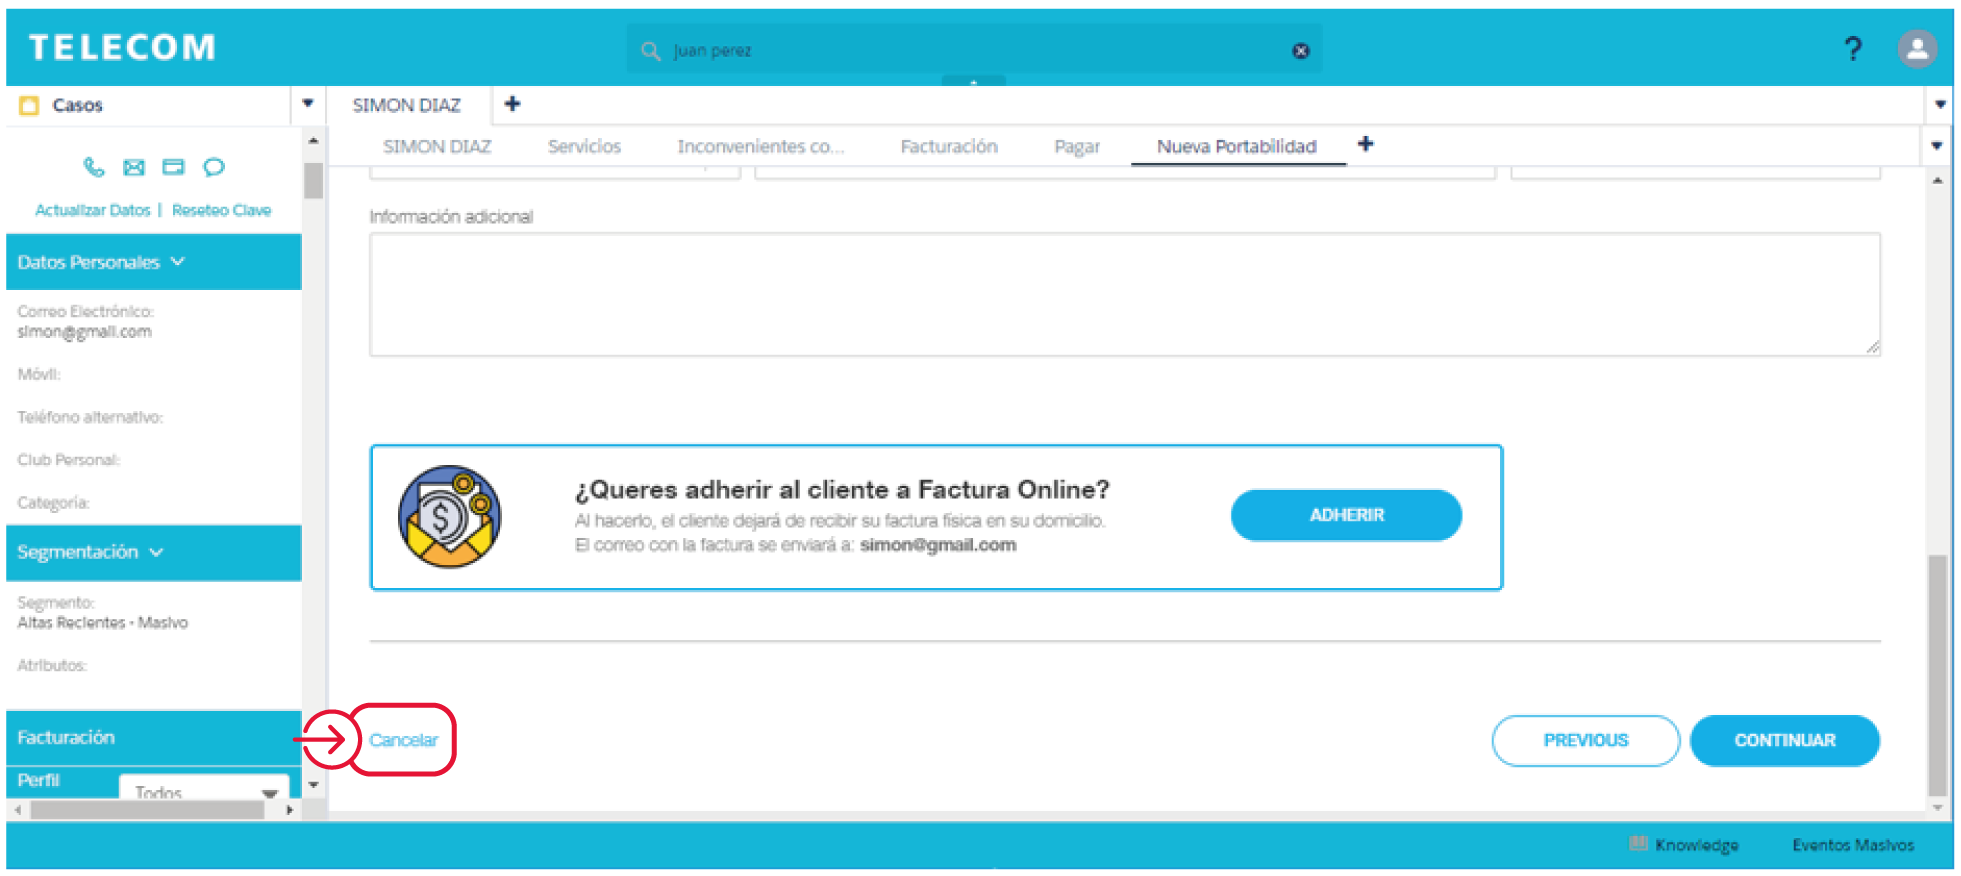 TELECOM
Juan perez
?
Casos
SIMON DIAZ
SIMON DIAZ
Servicios
Inconvenientes co...
Facturación
Pagar
Nueva Portabilidad
Actualizar Datos | Reseteo Clave
Datos Personales
Correo Electrónico:
simon@gmail.com
Móvil:
Teléfono alternativo:
Club Personal:
Categoría:
Segmentación
Segmento:
Altas Recientes - Masivo
Atributos:
Facturación
Perfil
Todos
Información adicional
¿Queres adherir al cliente a Factura Online?
Al hacerlo, el cliente dejará de recibir su factura física en su domicilio.
El correo con la factura se enviará a: simon@gmail.com
ADHERIR
Cancelar
PREVIOUS
CONTINUAR
Knowledge
Eventos Masivos